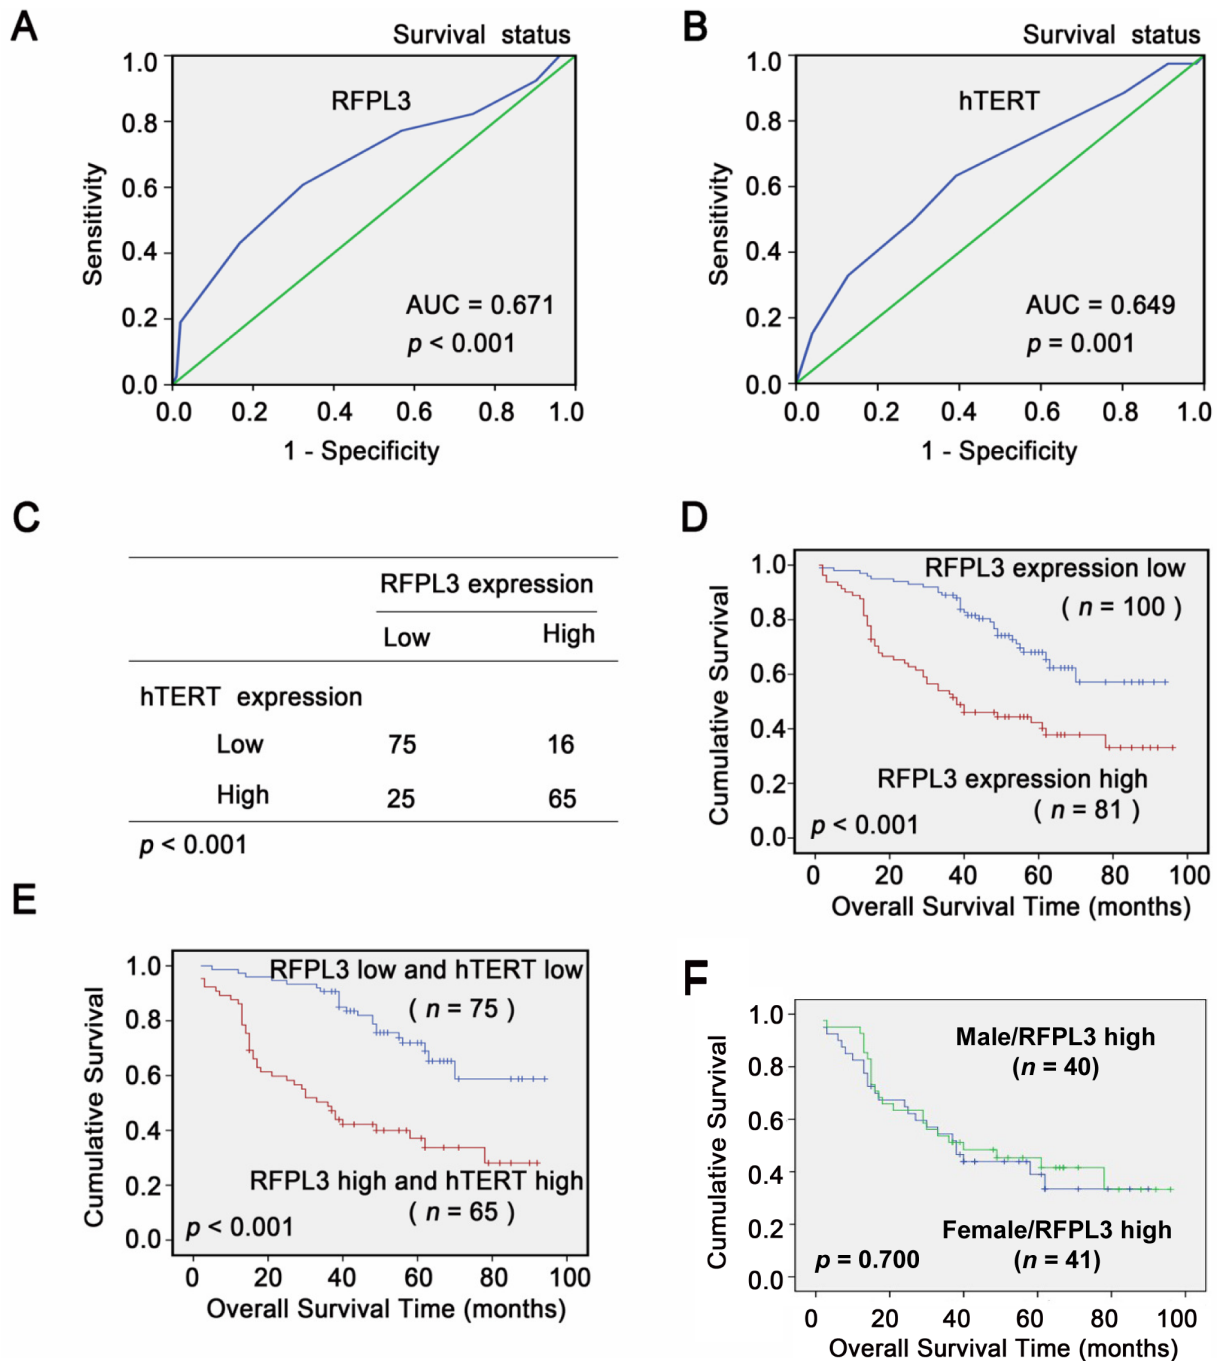 A
Survival status
1.0
0.8
0.6
0.4
0.2
0.0
Sensitivity
RFPL3
AUC = 0.671
p < 0.001
0.0 0.2 0.4 0.6 0.8 1.0
1 - Specificity
B
Survival status
1.0
0.8
0.6
0.4
0.2
0.0
Sensitivity
hTERT
AUC = 0.649
p = 0.001
0.0 0.2 0.4 0.6 0.8 1.0
1 - Specificity
C
RFPL3 expression
Low High
hTERT expression
Low 75 16
High 25 65
p < 0.001
D
1.0
0.8
0.6
0.4
0.2
0.0
Cumulative Survival
RFPL3 expression low
( n = 100 )
RFPL3 expression high
( n = 81 )
p < 0.001
0 20 40 60 80 100
Overall Survival Time (months)
E
1.0
0.8
0.6
0.4
0.2
0.0
Cumulative Survival
RFPL3 low and hTERT low
( n = 75 )
RFPL3 high and hTERT high
( n = 65 )
p < 0.001
0 20 40 60 80 100
Overall Survival Time (months)
F
1.0
0.8
0.6
0.4
0.2
0.0
Cumulative Survival
Male/RFPL3 high
(n = 40)
Female/RFPL3 high
(n = 41)
p = 0.700
0 20 40 60 80 100
Overall Survival Time (months)